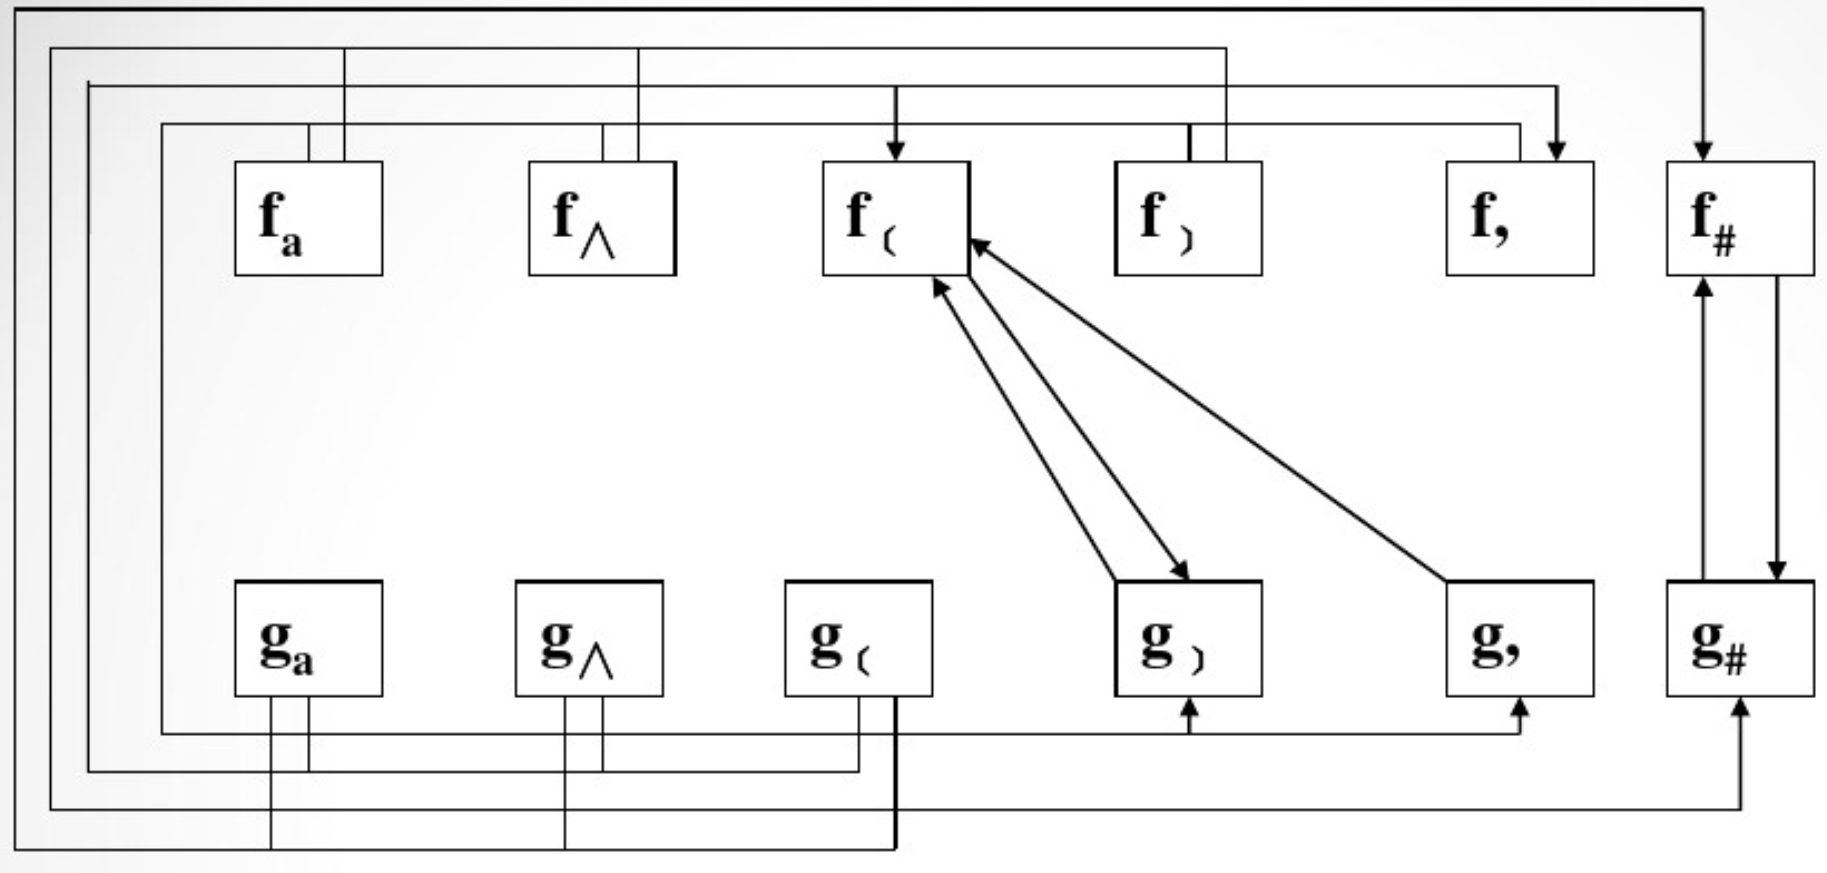 fa f∧ f( f) f, f#
ga g∧ g( g) g, g#